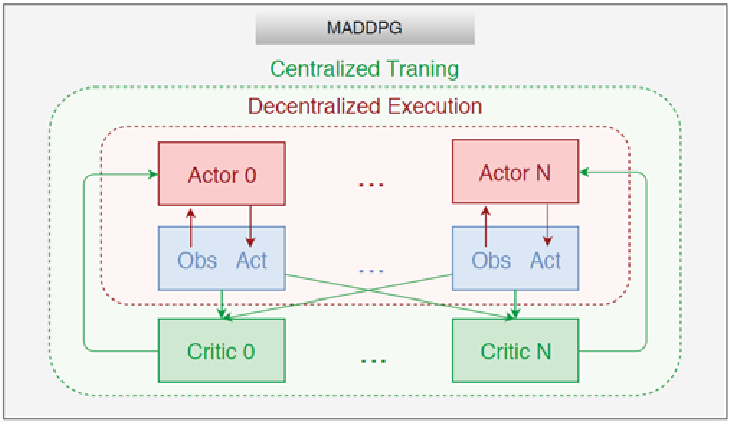 MADDPG
Centralized Traning
Decentralized Execution
Actor 0 ... Actor N
Obs Act ... Obs Act
Critic 0 ... Critic N